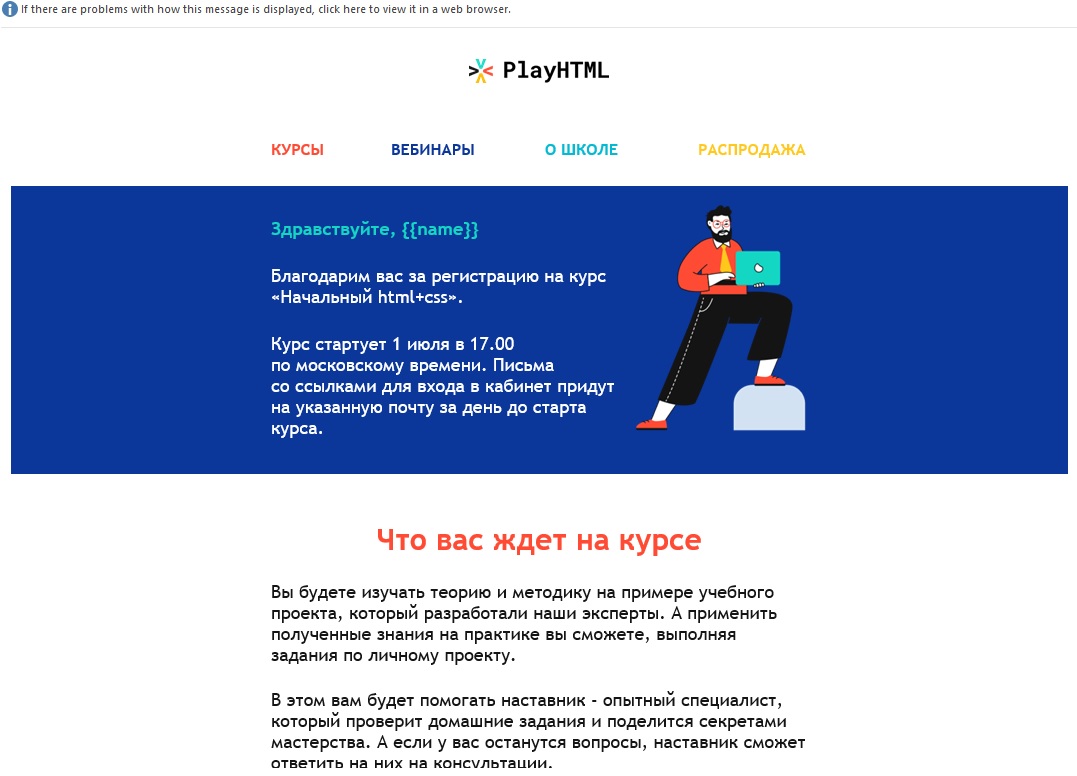 If there are problems with how this message is displayed, click here to view it in a web browser.
PlayHTML
КУРСЫ ВЕБИНАРЫ О ШКОЛЕ РАСПРОДАЖА
Здравствуйте, {{name}}
Благодарим вас за регистрацию на курс
«Начальный html+css».
Курс стартует 1 июля в 17.00
по московскому времени. Письма
со ссылками для входа в кабинет придут
на указанную почту за день до старта
курса.
Что вас ждет на курсе
Вы будете изучать теорию и методику на примере учебного
проекта, который разработали наши эксперты. А применить
полученные знания на практике вы сможете, выполняя
задания по личному проекту.
В этом вам будет помогать наставник - опытный специалист,
который проверит домашние задания и поделится секретами
мастерства. А если у вас останутся вопросы, наставник сможет
ответить на них на консультации.